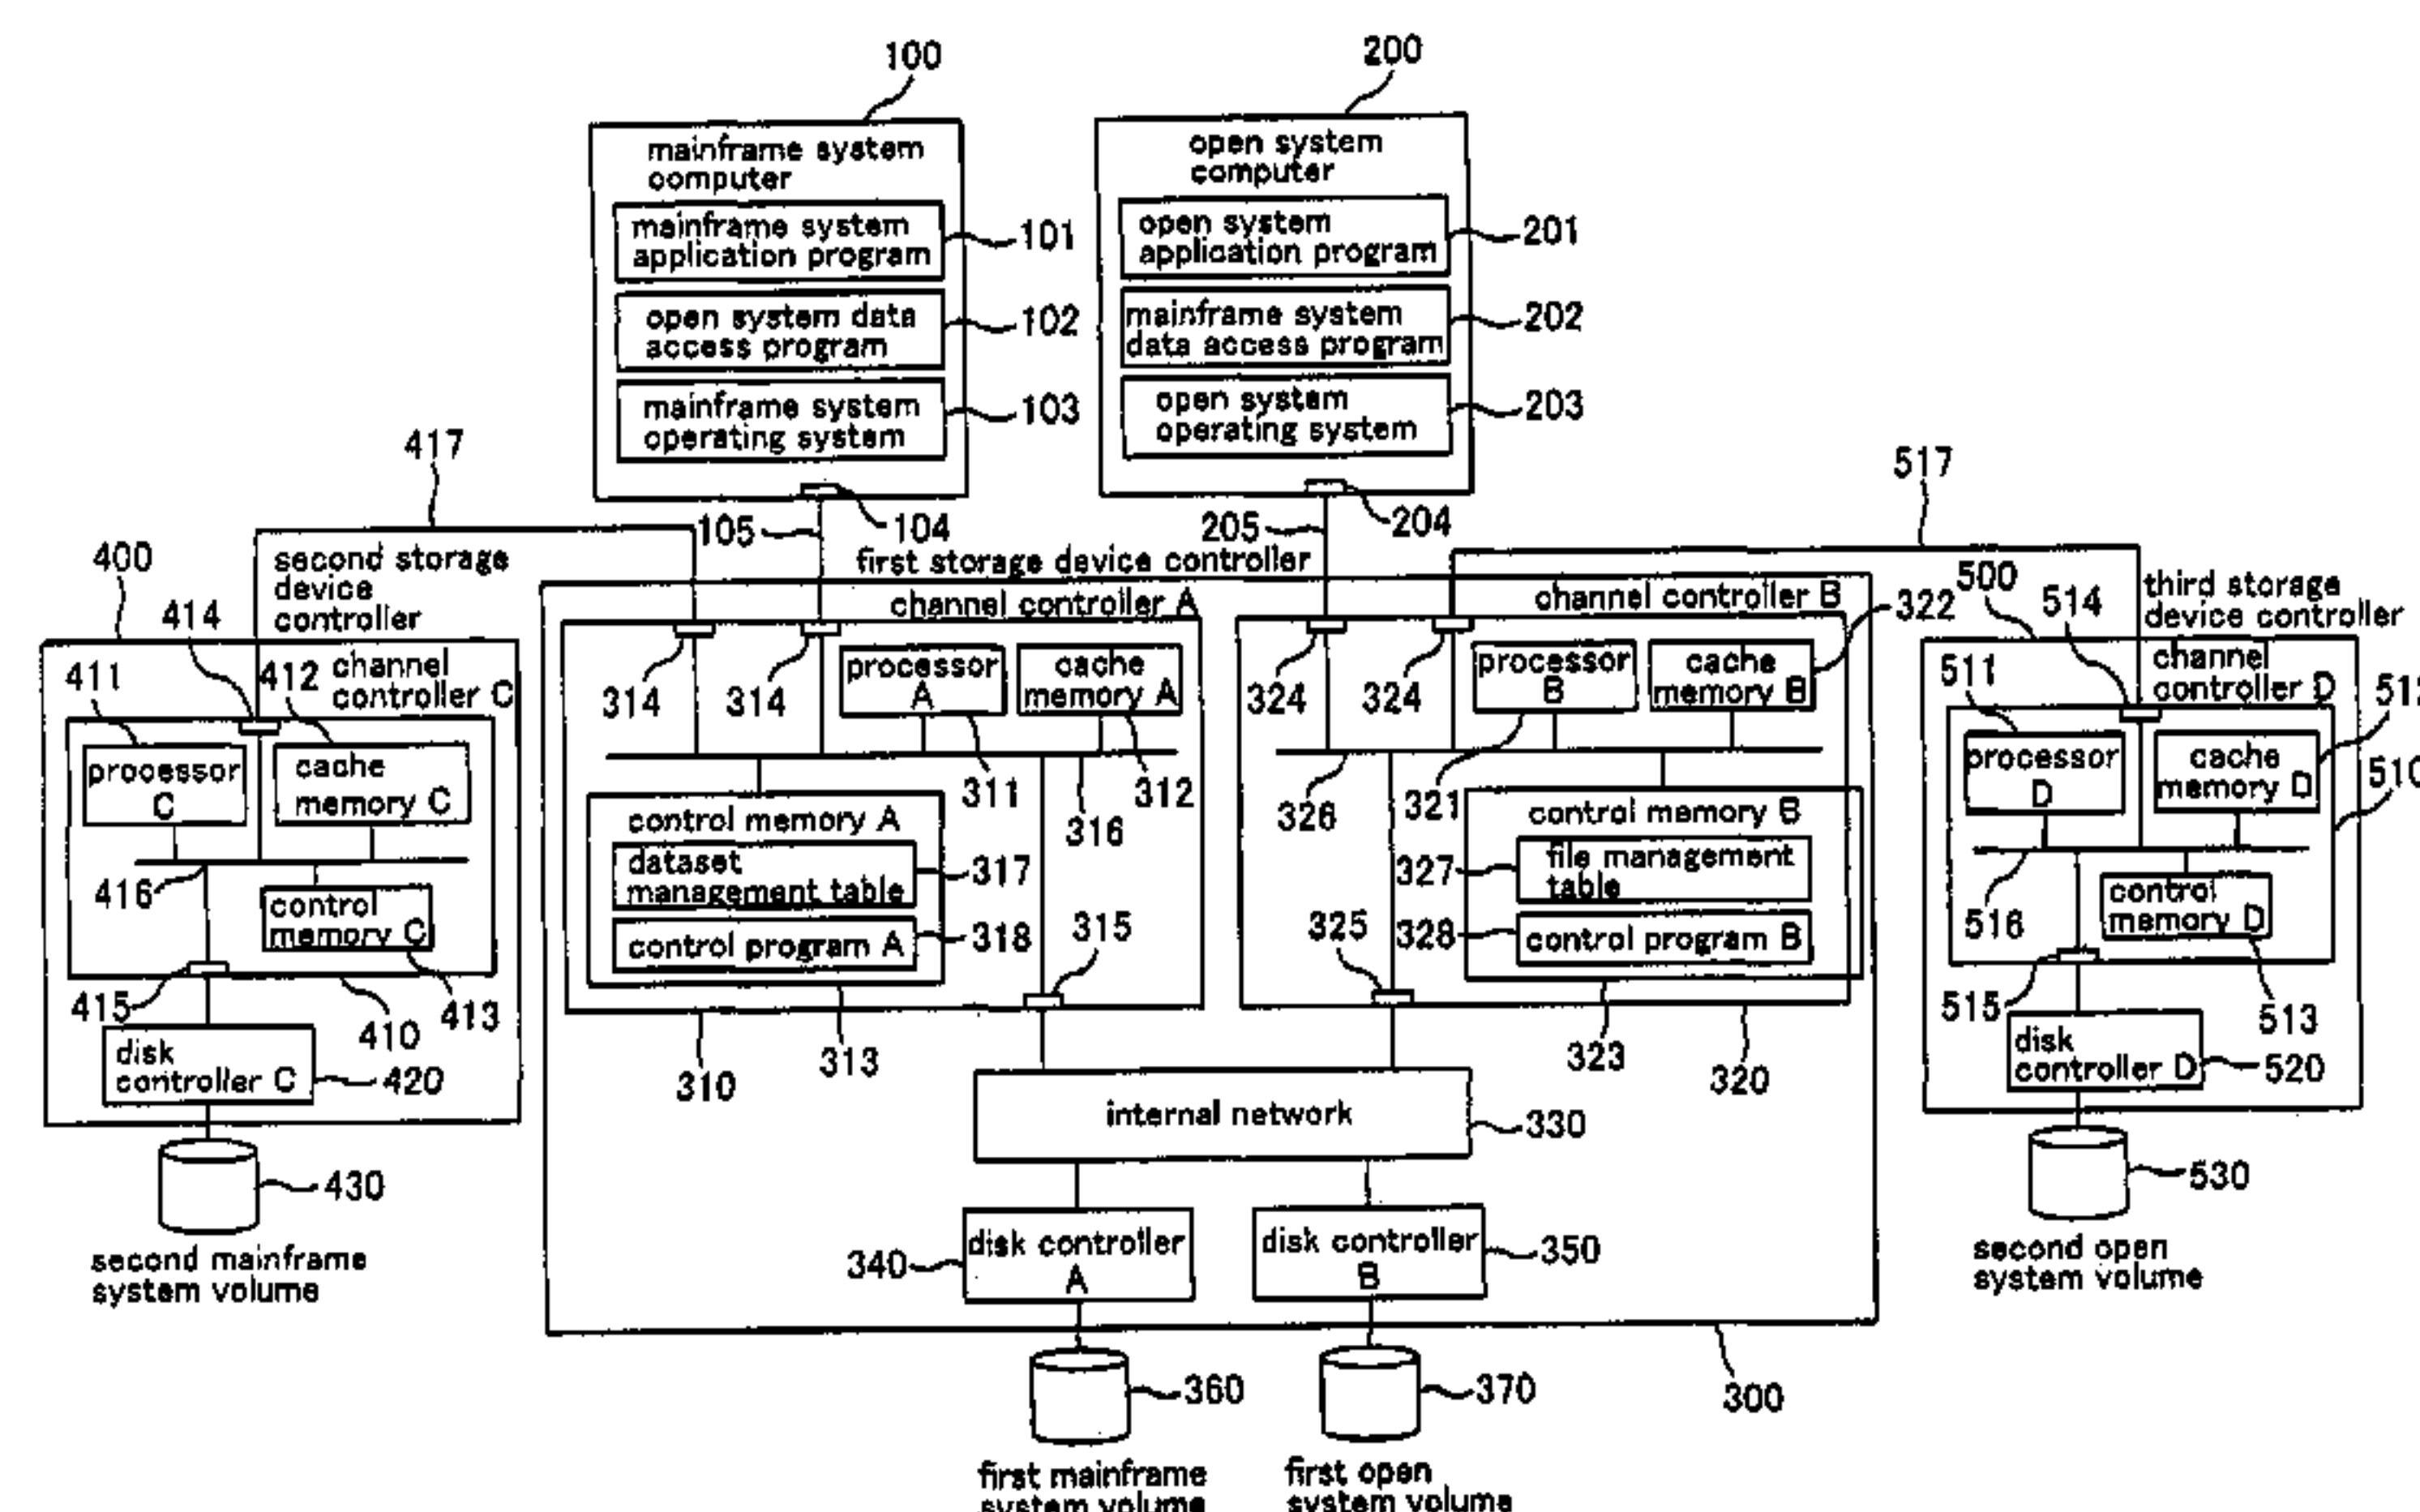 100
200
mainframe system
computer
mainframe system
application program
101
open system data
access program
102
mainframe system
operating system
103
104
105
open system
computer
open system
application program
201
mainframe system
data access program
202
open system
operating system
203
204
205
417
517
400
second storage
device
controller
414
411
412
channel
controller C
processor
C
cache
memory C
416
control
memory C
415
410
413
disk
controller C
420
430
second mainframe
system volume
first storage device controller
channel controller A
314
314
processor
A
cache
memory A
311
312
316
control memory A
dataset
management table
317
control program A
318
315
310
313
channel controller B
322
324
324
processor
B
cache
memory B
326
321
control memory B
327
file management
table
325
328
control program B
323
320
internal network
330
340
disk controller
A
disk controller
B
350
360
370
300
first mainframe
system volume
first open
system volume
500
514
third storage
device controller
511
channel
controller D
processor
D
cache
memory D
510
516
control
memory D
515
513
disk
controller D
520
530
second open
system volume